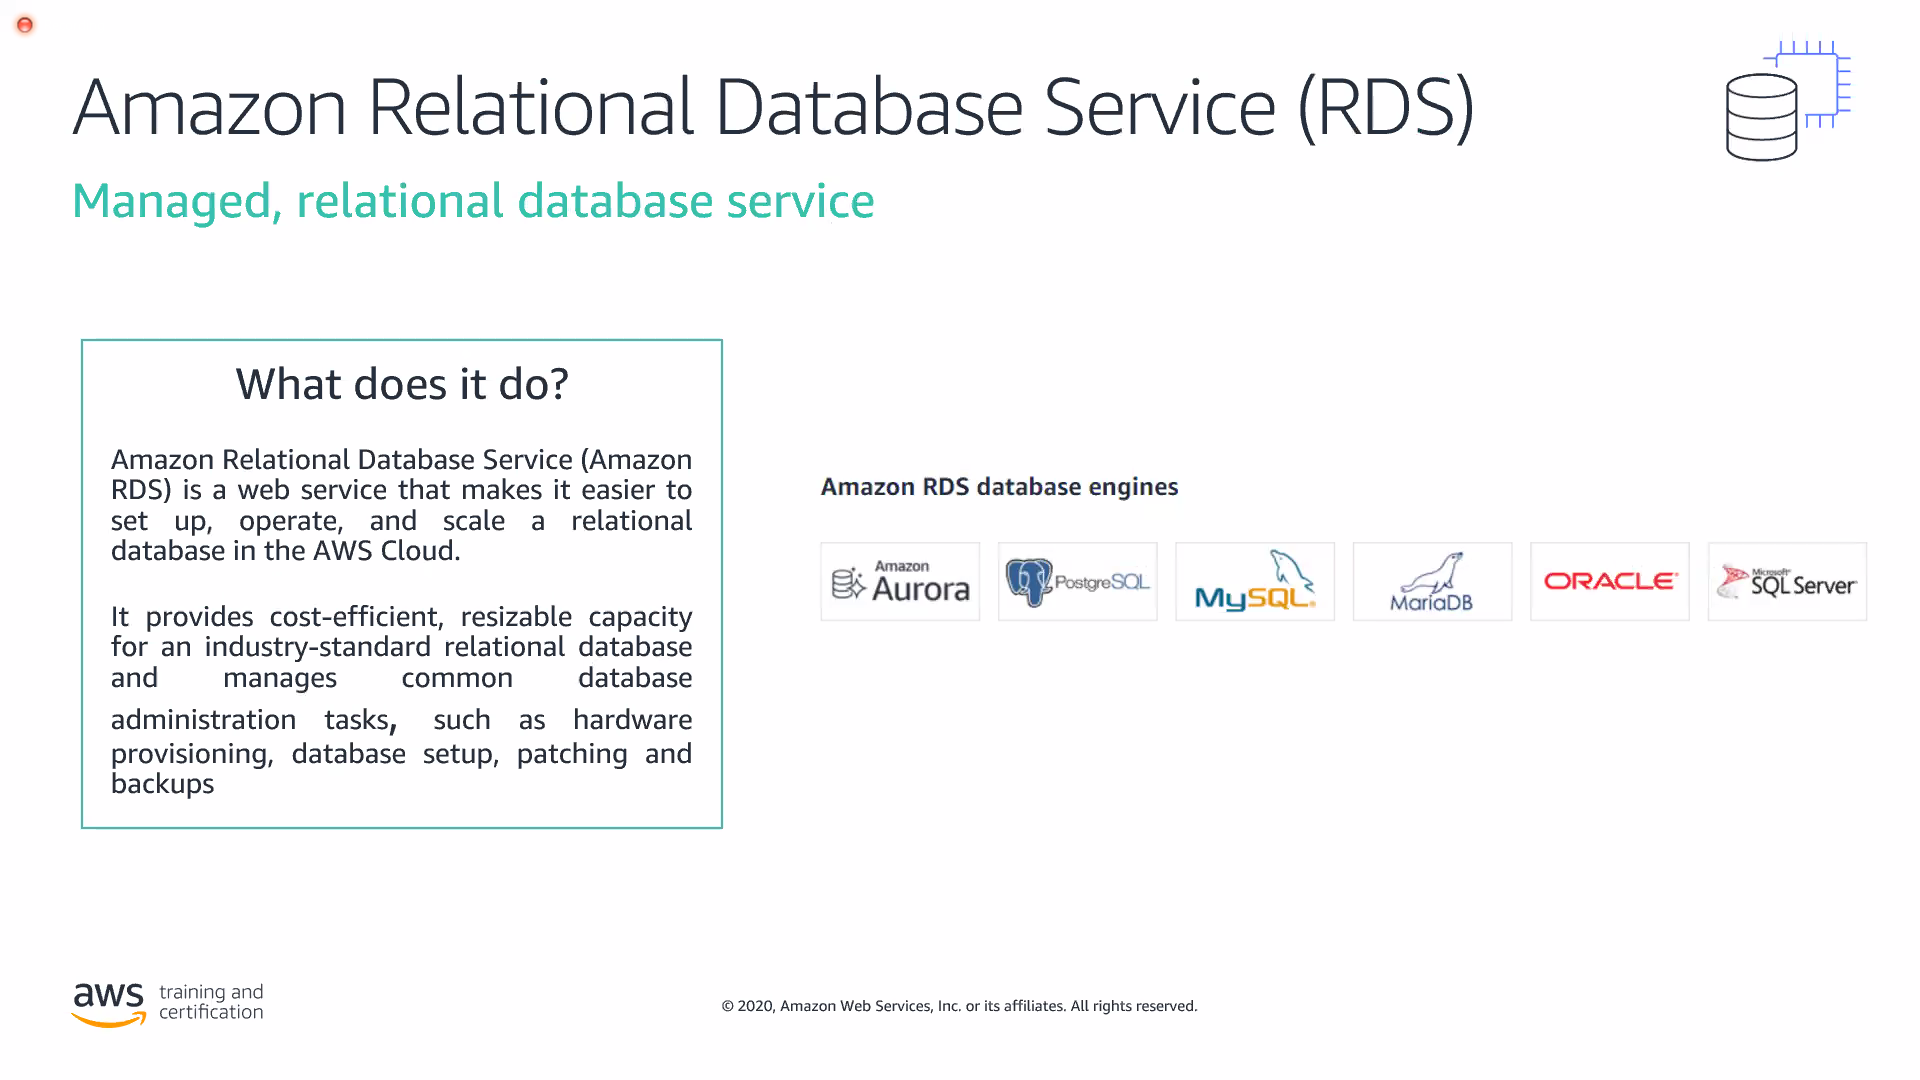 Amazon Relational Database Service (RDS)
Managed, relational database service
What does it do?
Amazon Relational Database Service (Amazon
RDS) is a web service that makes it easier to
set up, operate, and scale a relational
database in the AWS Cloud.
It provides cost-efficient, resizable capacity
for an industry-standard relational database
and manages common database
administration tasks, such as hardware
provisioning, database setup, patching and
backups
Amazon RDS database engines
Amazon
Aurora
PostgreSQL
MySQL®
MariaDB
ORACLE®
Microsoft®
SQL Server
aws
training and
certification
© 2020, Amazon Web Services, Inc. or its affiliates. All rights reserved.